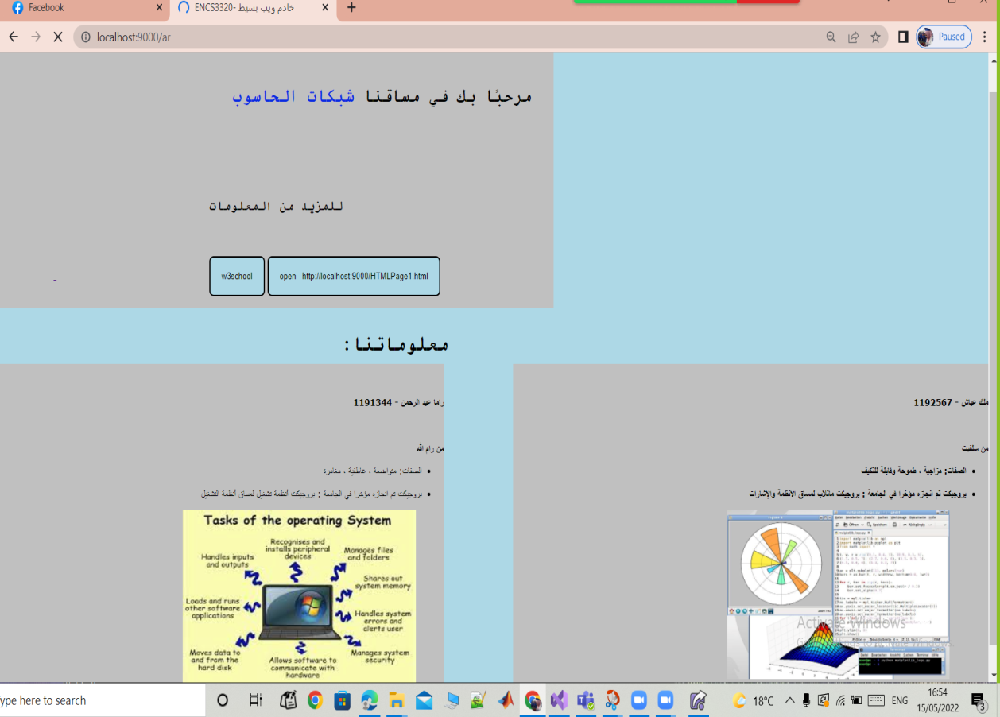 Facebook
ENCS3320- خادم ويب بسيط
localhost:9000/ar
Paused
مرحبًا بك في مساقنا شبكات الحاسوب
للمزيد من المعلومات
w3school
open http://localhost:9000/HTMLPage1.html
معلوماتنا:
ملك عياش - 1192567
من سلفيت
الصفات: مزاجية ، طموحة وقابلة للتكيف
بروجيكت تم انجازه مؤخرا في الجامعة : بروجيكت ماتلاب لمساق الانظمة والإشارات
راما عبد الرحمن - 1191344
من رام الله
الصفات: متواضعة ، عاطفية ، مغامرة
بروجيكت تم انجازه مؤخرا في الجامعة : بروجيكت أنظمة تشغيل لمساق أنظمة التشغيل
Tasks of the operating System
Recognises and
installs peripheral
devices
Handles inputs
and outputs
Manages files
and folders
Shares out
system memory
Loads and runs
other software
applications
Handles system
errors and
alerts user
Moves data to
and from the
hard disk
Allows software to
communicate with
hardware
Manages system
security
Activate Windows
ype here to search
18°C
ENG
16:54
15/05/2022
3